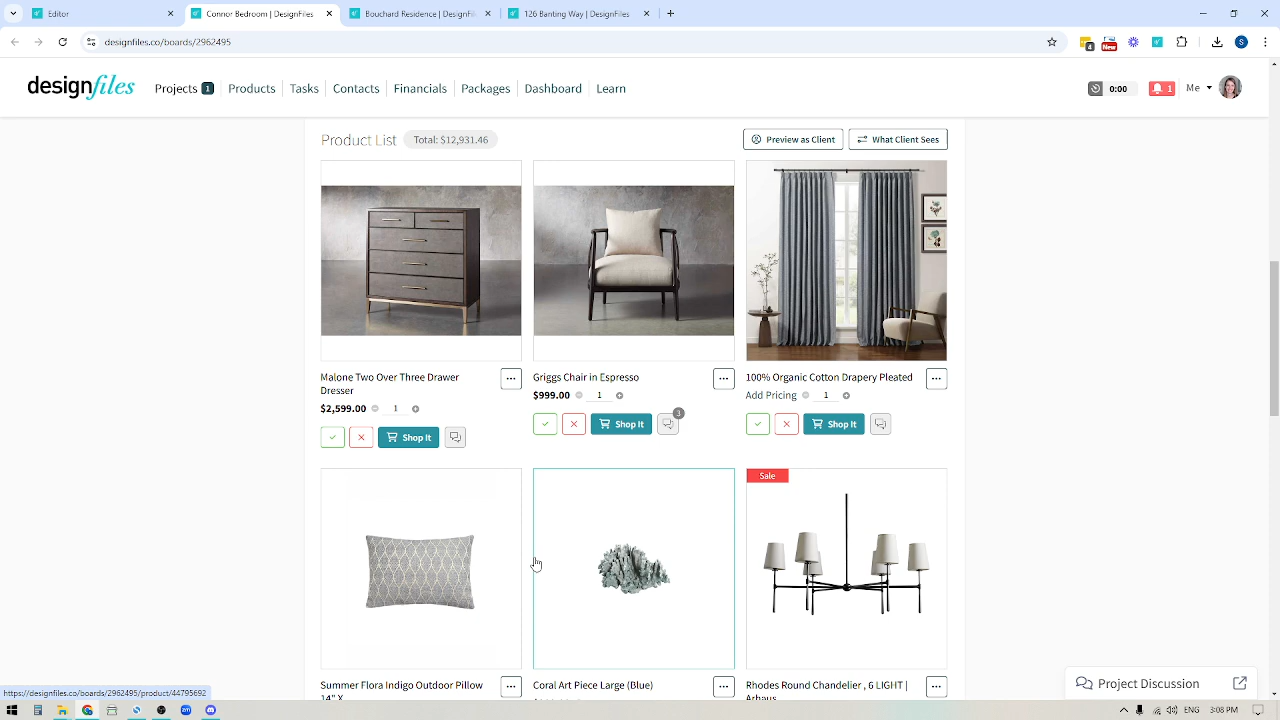 Editor
Connor Bedroom | DesignFiles
Bouchard Residence | DesignFil
126 Banting Way | DesignFiles
designfiles.co/boards/2962495
4
New
S
designfiles
Projects 1
Products
Tasks
Contacts
Financials
Packages
Dashboard
Learn
0:00
1
Me
Product List
Total: $12,931.46
Preview as Client
What Client Sees
Malone Two Over Three Drawer
Dresser
$2,599.00
1
Shop It
Griggs Chair in Espresso
$999.00
1
Shop It
3
100% Organic Cotton Drapery Pleated
Add Pricing
1
Shop It
Sale
Summer Flora Indigo Outdoor Pillow
14" X
Coral Art Piece Large (Blue)
Rhodes Round Chandelier , 6 LIGHT |
Project Discussion
https://designfiles.co/boards/2962495/product/44795692
ENG
3:08 PM